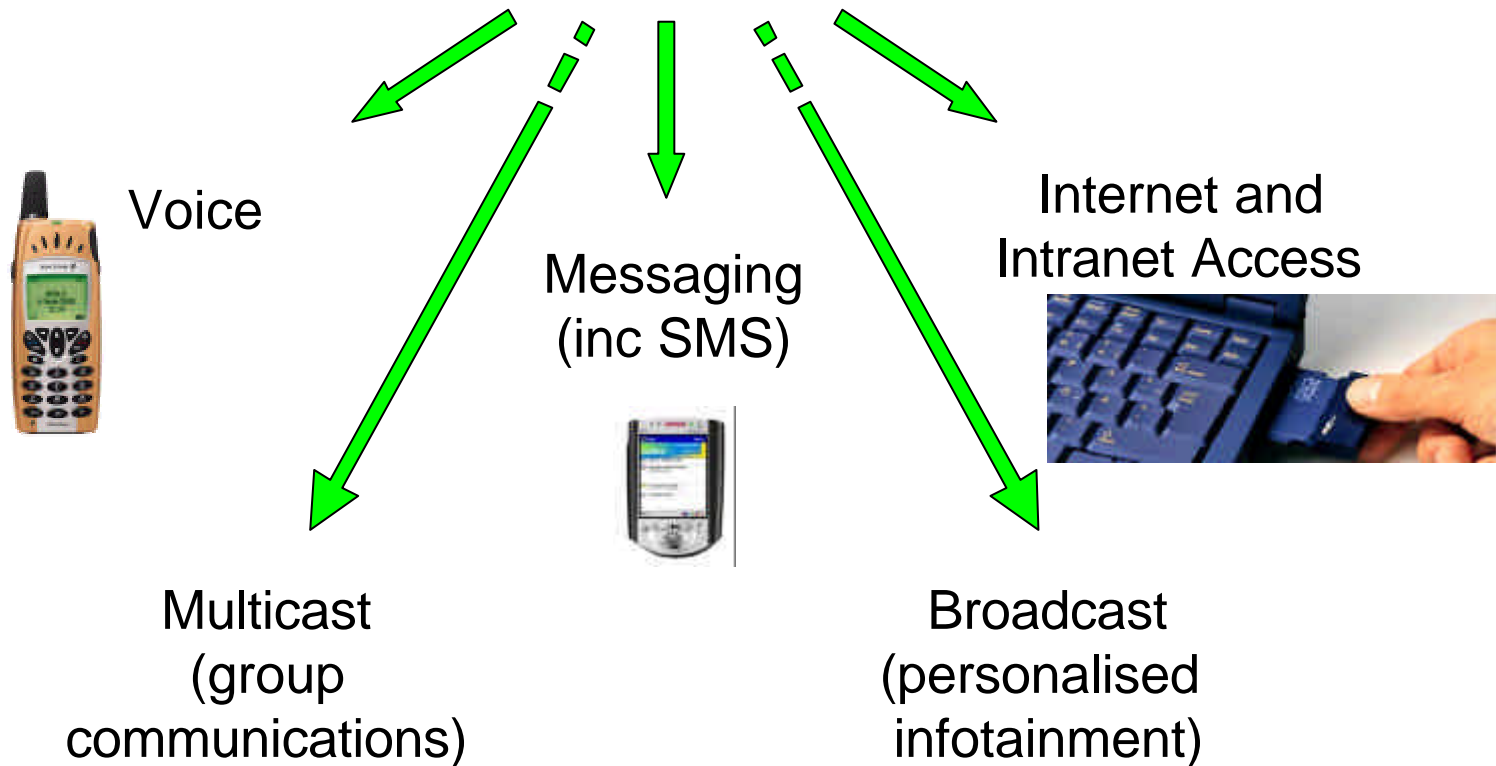 Voice
Internet and
Intranet Access
Messaging
(inc SMS)
Multicast
(group
communications)
Broadcast
(personalised
infotainment)